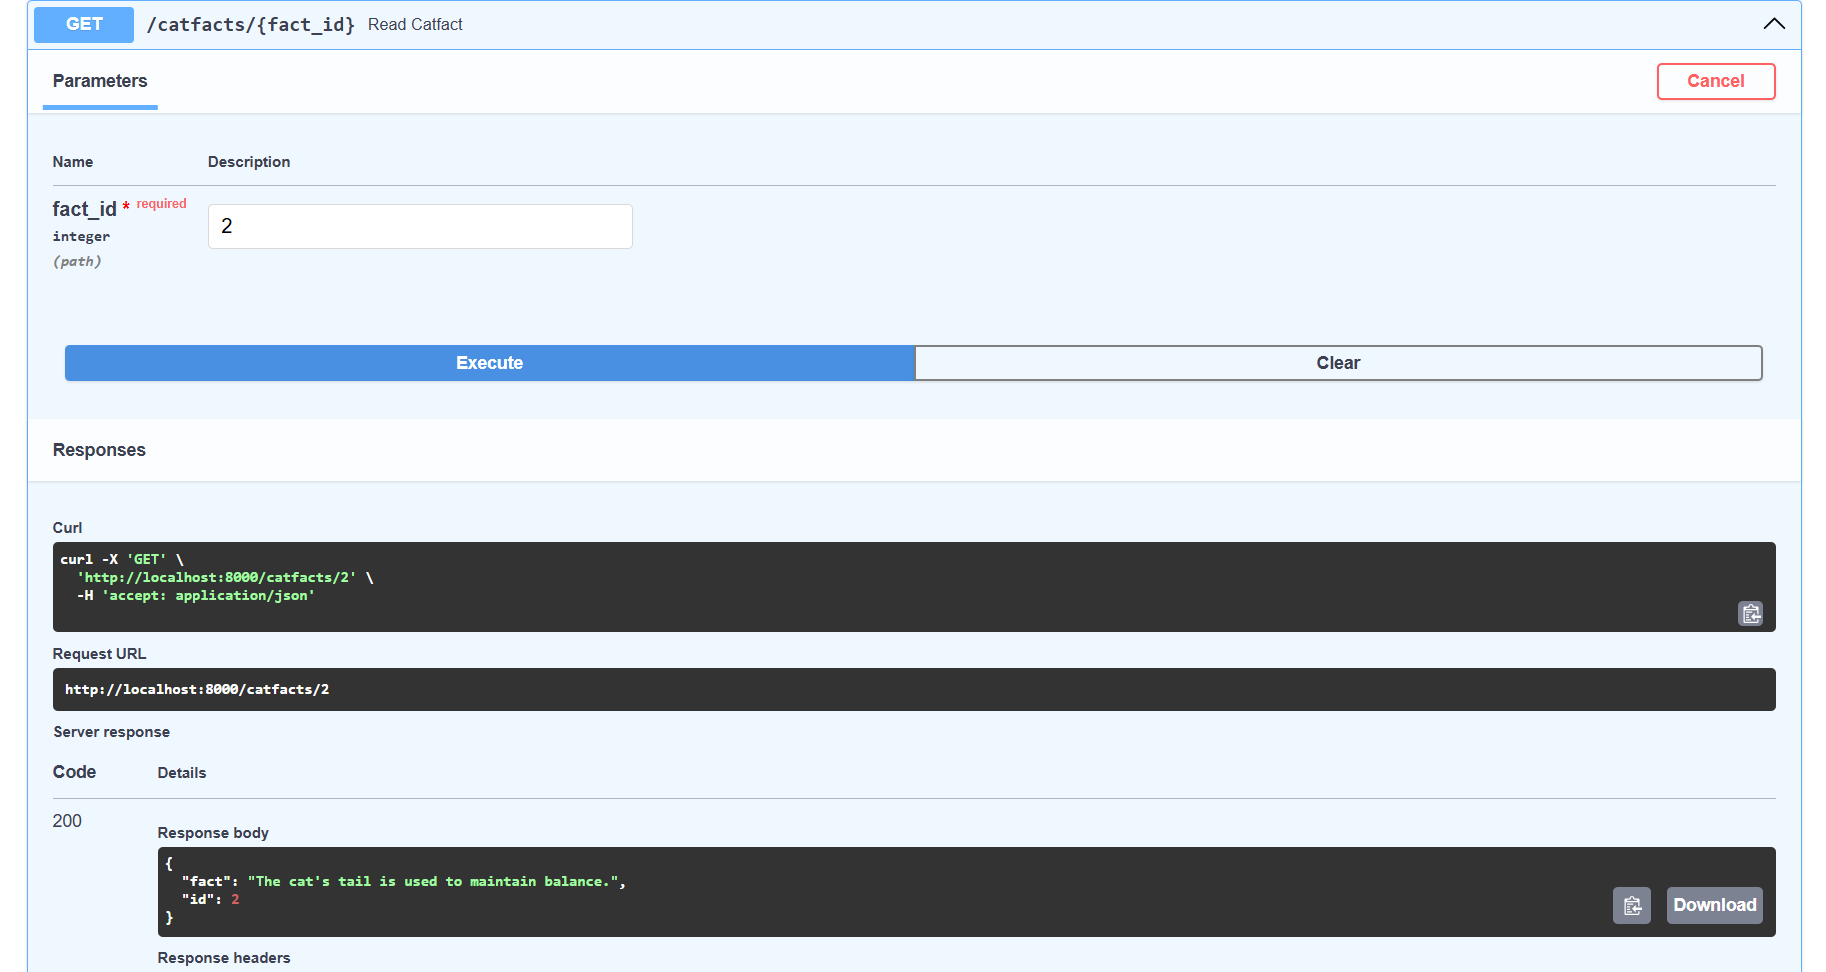 GET /catfacts/{fact_id} Read Catfact
Parameters
Cancel
Name Description
fact_id * required
integer
(path)
2
Execute
Clear
Responses
Curl
curl -X 'GET' \
  'http://localhost:8000/catfacts/2' \
  -H 'accept: application/json'
Request URL
http://localhost:8000/catfacts/2
Server response
Code Details
200
Response body
{
  "fact": "The cat's tail is used to maintain balance.",
  "id": 2
}
Download
Response headers